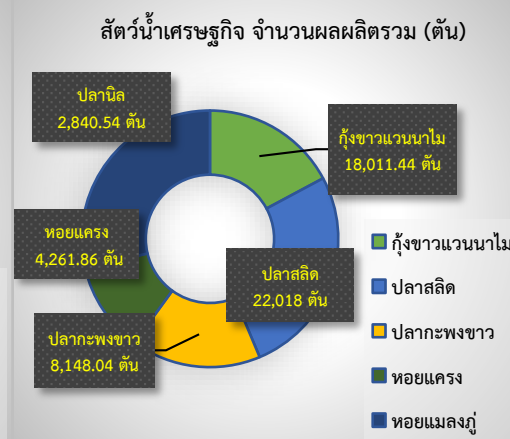 สัตว์น้ำเศรษฐกิจ จำนวนผลผลิตรวม (ตัน)
ปลานิล
2,840.54 ตัน
กุ้งขาวแวนนาไม
18,011.44 ตัน
หอยแครง
4,261.86 ตัน
ปลาสลิด
22,018 ตัน
ปลากะพงขาว
8,148.04 ตัน
กุ้งขาวแวนนาไม
ปลาสลิด
ปลากะพงขาว
หอยแครง
หอยแมลงภู่